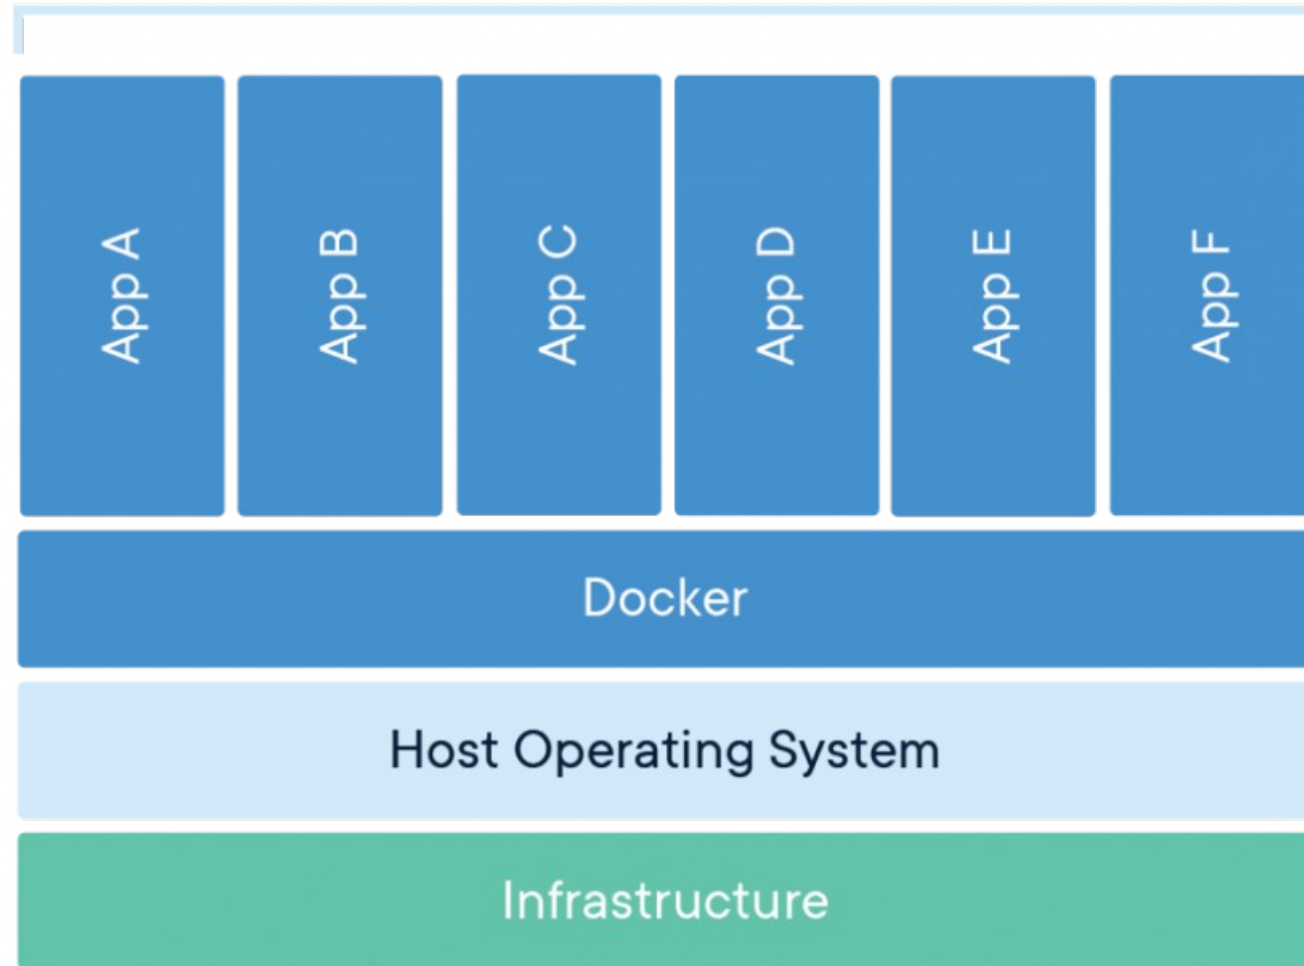 App A
App B
App C
App D
App E
App F
Docker
Host Operating System
Infrastructure